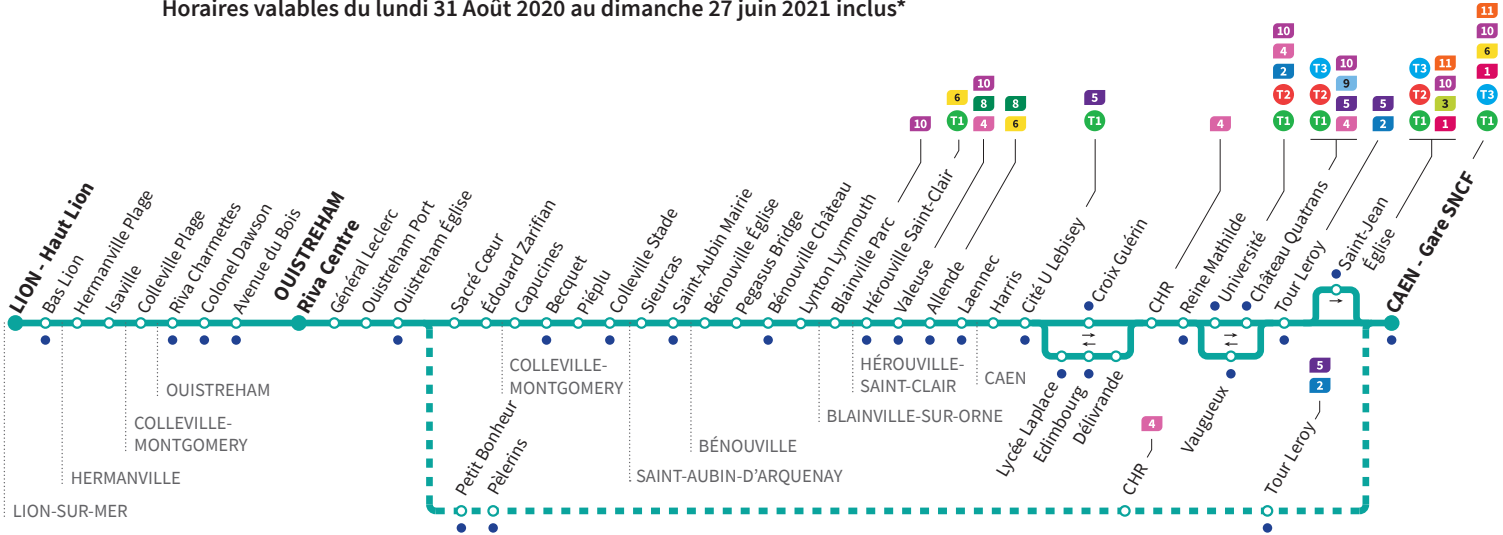 Horaires valables du lundi 31 Août 2020 au dimanche 27 juin 2021 inclus*
LION - Haut Lion
Bas Lion
Hermanville Plage
Isaville
Colleville Plage
Riva Charmettes
Colonel Dawson
Avenue du Bois
OUISTREHAM
Riva Centre
Général Leclerc
Ouistreham Port
Ouistreham Église
Sacré Cœur
Édouard Zarifian
Capucines
Becquet
Piéplu
Colleville Stade
Sieurcas
Saint-Aubin Mairie
Bénouville Église
Pegasus Bridge
Bénouville Château
Lynton Lynmouth
Blainville Parc
10
Hérouville Saint-Clair
6
T1
Valeuse
10
8
4
Allende
8
6
Laennec
Harris
Cité U Lebisey
5
T1
Croix Guérin
CHR
4
Reine Mathilde
Université
10
4
2
T2
T1
Château Quatrans
T3 10
T2 9
5
T1 4
Tour Leroy
5
2
Saint-Jean
Église
T3 11
T2 10
3
T1 1
CAEN - Gare SNCF
11
10
6
1
T3
T1
→
←
→
←
→
Lycée Laplace
Edimbourg
Délivrande
Vaugueux
LION-SUR-MER
HERMANVILLE
COLLEVILLE-
MONTGOMERY
OUISTREHAM
COLLEVILLE-
MONTGOMERY
SAINT-AUBIN-D'ARQUENAY
BÉNOUVILLE
BLAINVILLE-SUR-ORNE
HÉROUVILLE-
SAINT-CLAIR
CAEN
Petit Bonheur
Pèlerins
CHR
4
Tour Leroy
5
2